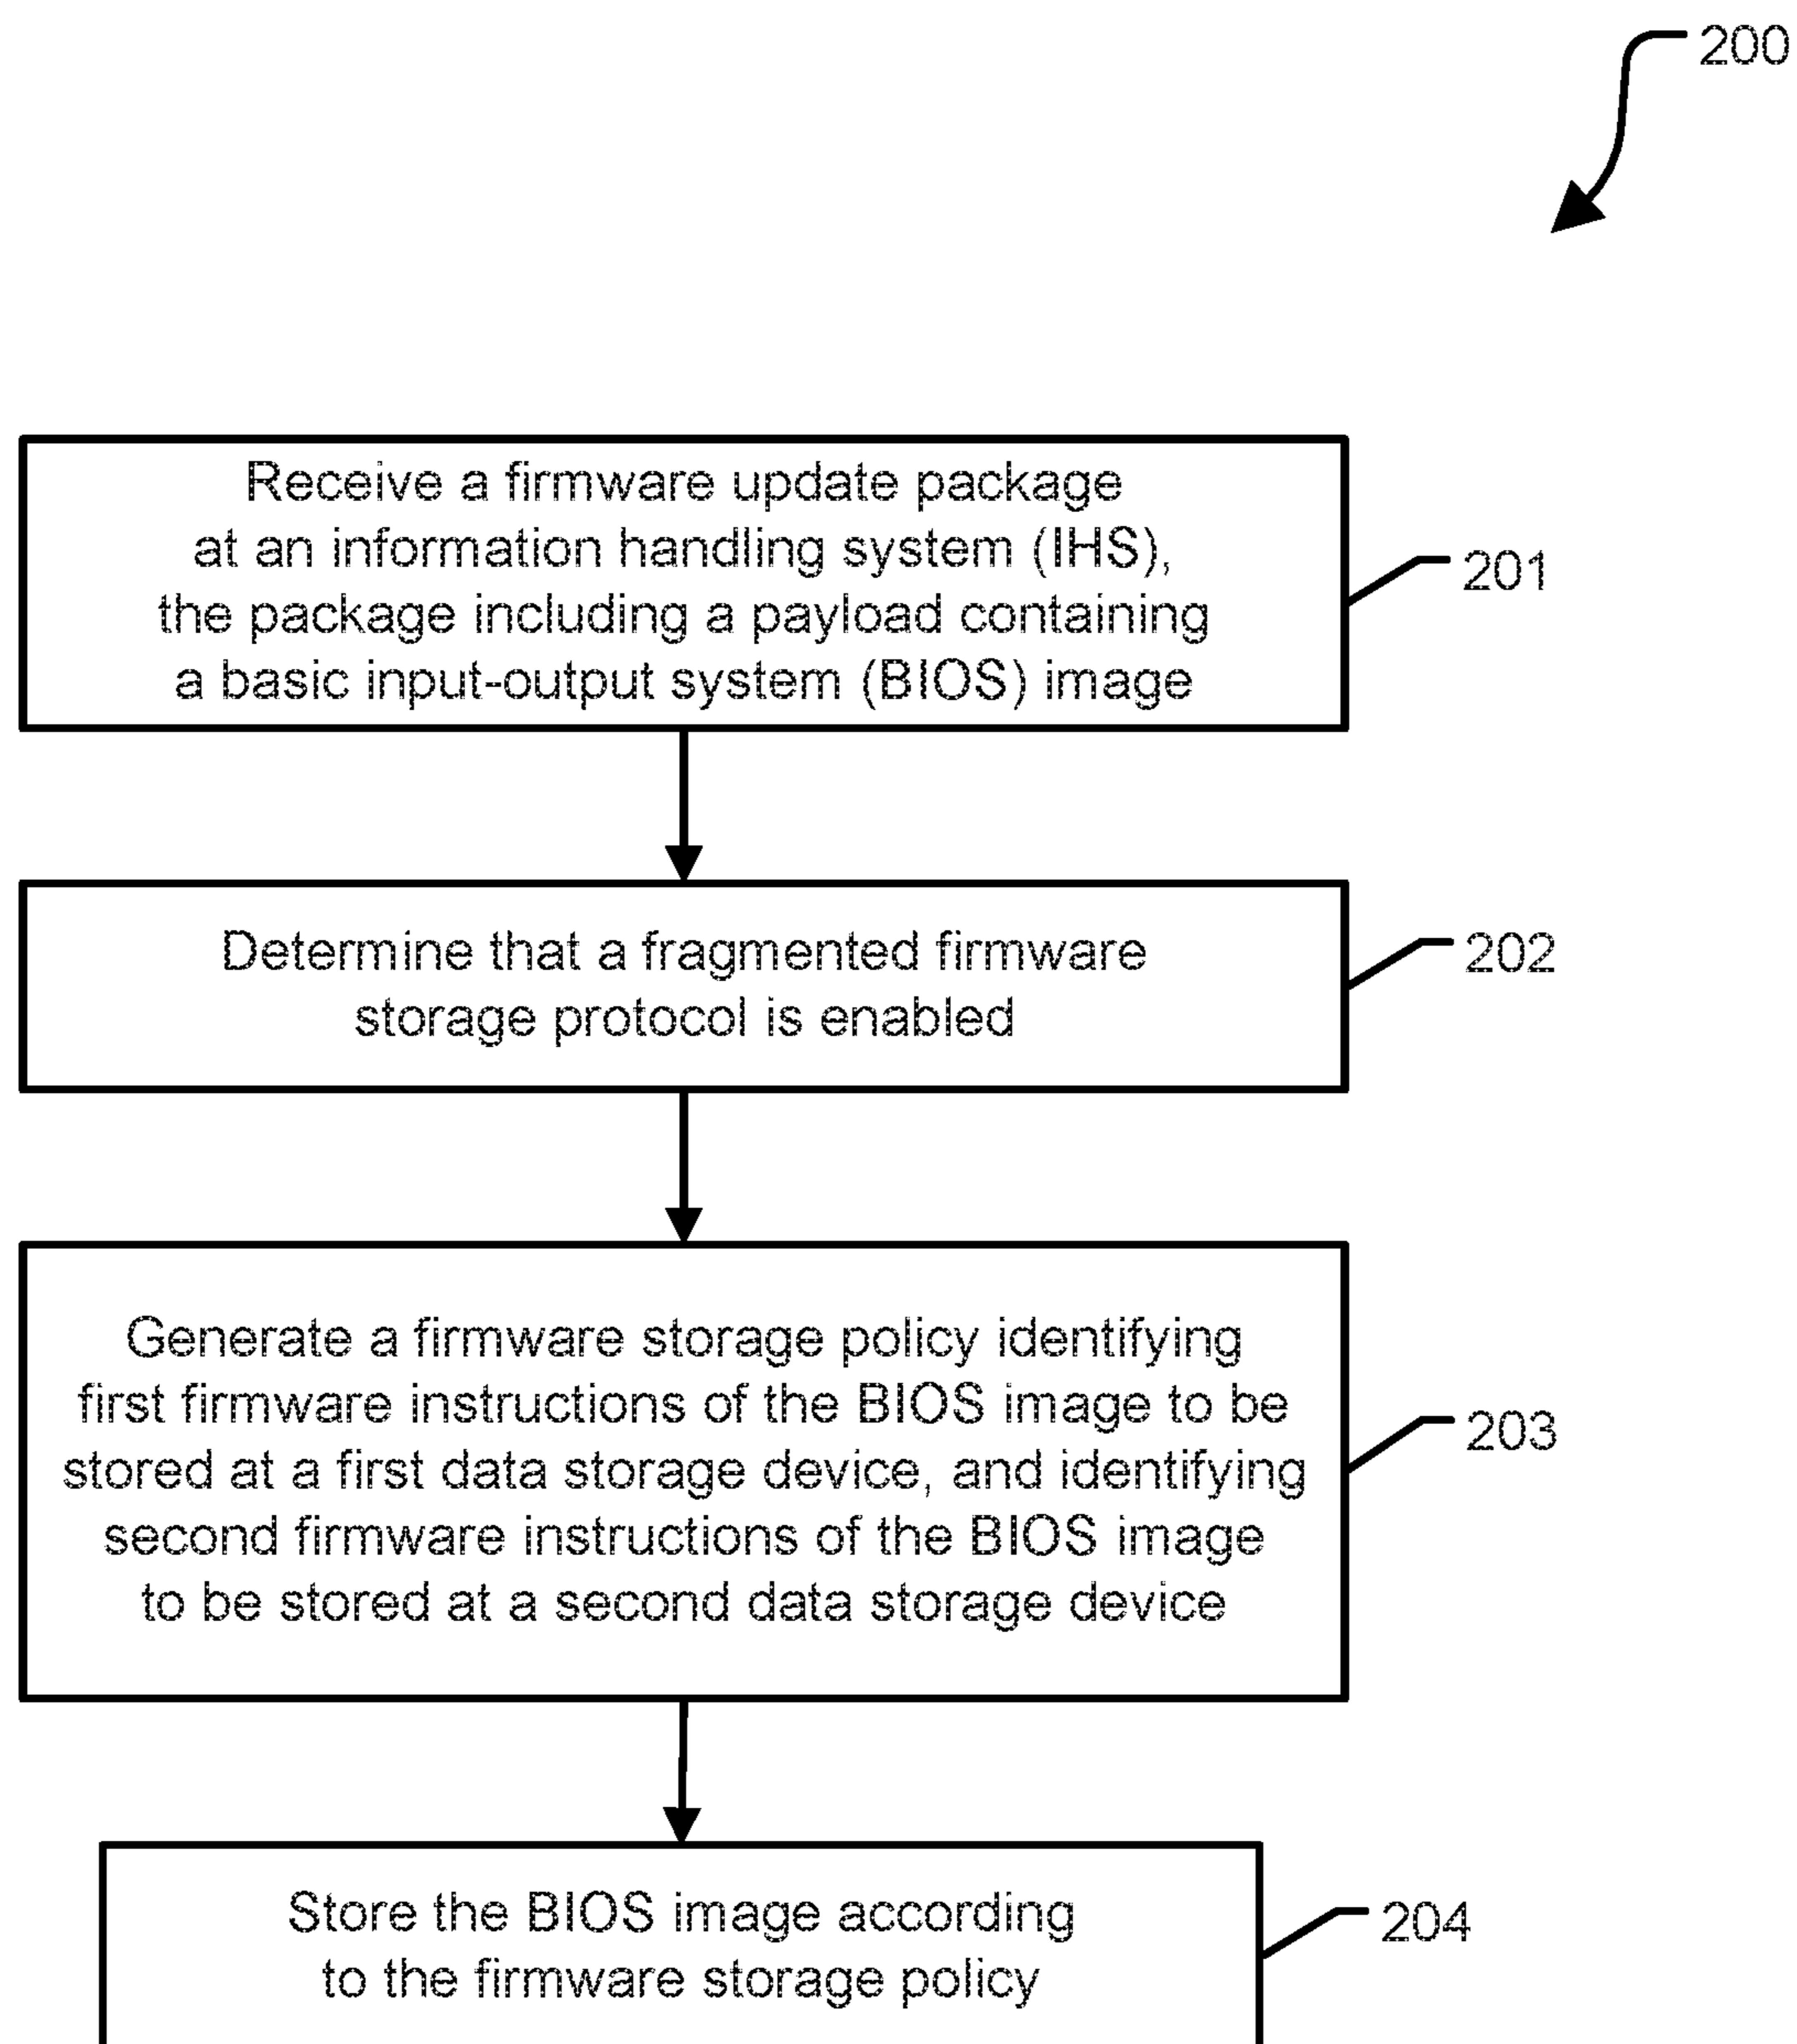 200
Receive a firmware update package
at an information handling system (IHS),
the package including a payload containing
a basic input-output system (BIOS) image
201
Determine that a fragmented firmware
storage protocol is enabled
202
Generate a firmware storage policy identifying
first firmware instructions of the BIOS image to be
stored at a first data storage device, and identifying
second firmware instructions of the BIOS image
to be stored at a second data storage device
203
Store the BIOS image according
to the firmware storage policy
204